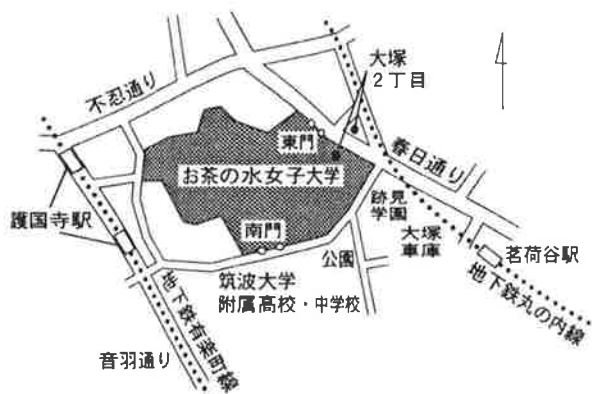 大塚
2丁目
不忍通り
東門
春日通り
お茶の水女子大学
護国寺駅
跡見
学園
南門
大塚
車庫
茗荷谷駅
公園
筑波大学
附属高校・中学校
地下鉄丸の内線
地下鉄有楽町線
音羽通り